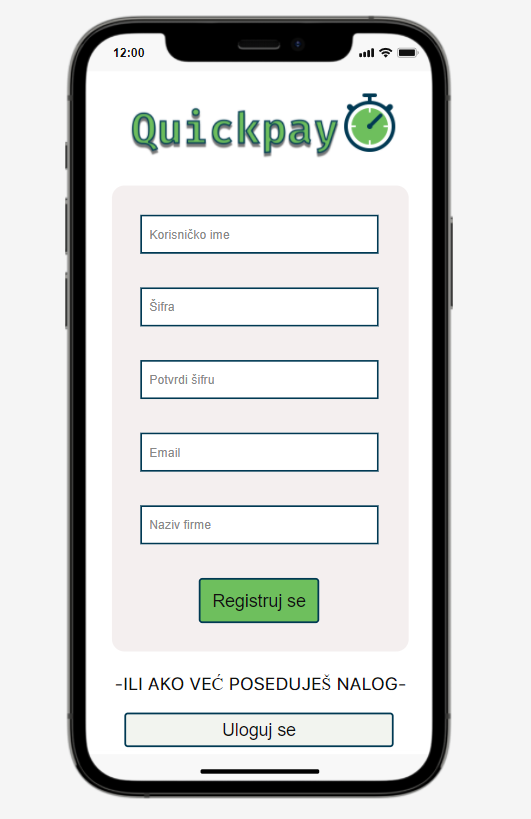 12:00
Quickpay
Korisničko ime
Šifra
Potvrdi šifru
Email
Naziv firme
Registruj se
-ILI AKO VEĆ POSEDUJEŠ NALOG-
Uloguj se